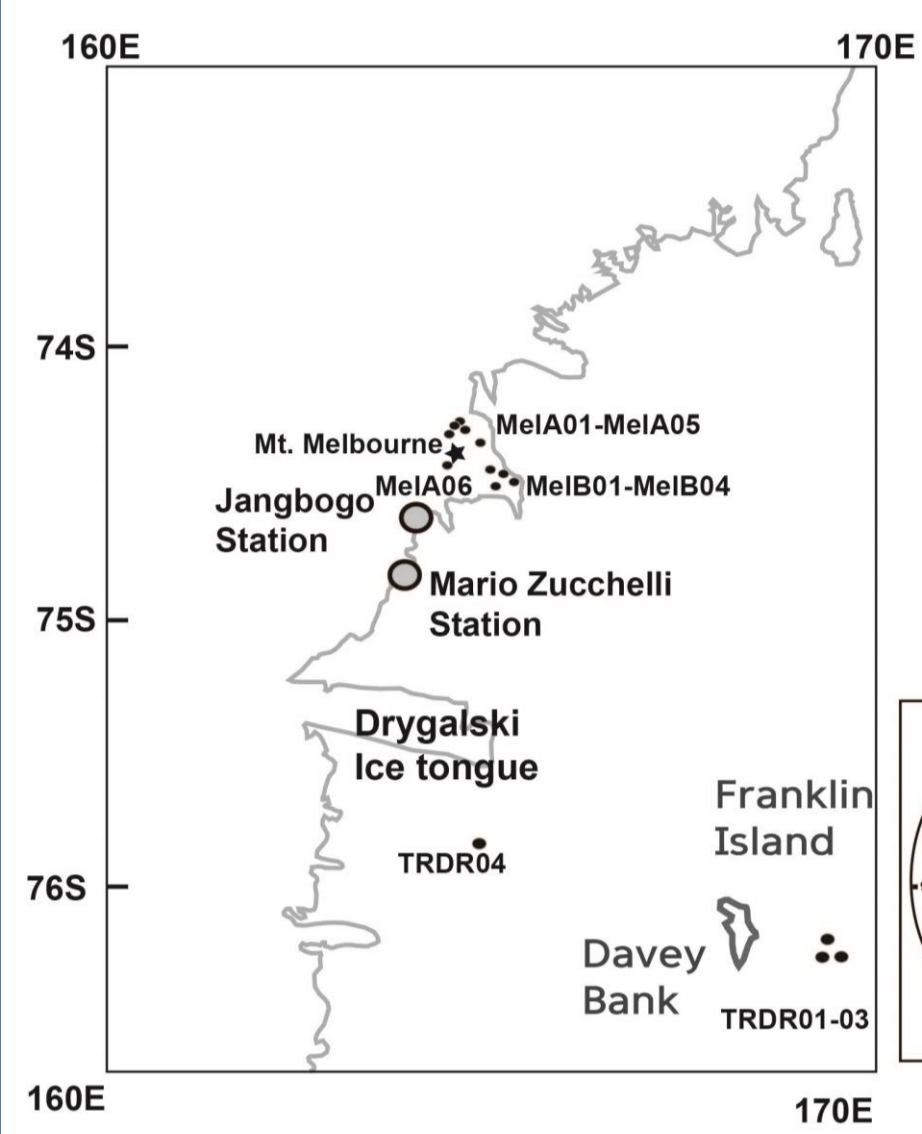 160E
170E
74S
MelA01-MelA05
Mt. Melbourne
MelA06
MelB01-MelB04
Jangbogo
Station
Mario Zucchelli
Station
75S
Drygalski
Ice tongue
Franklin
Island
TRDR04
76S
Davey
Bank
TRDR01-03
160E
170E